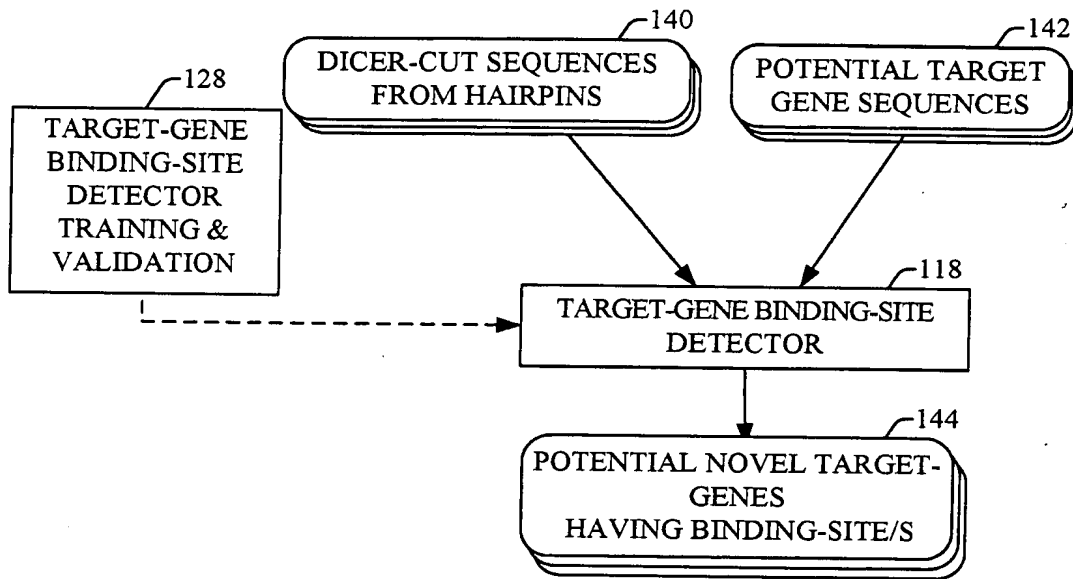 140
DICER-CUT SEQUENCES
FROM HAIRPINS
142
POTENTIAL TARGET
GENE SEQUENCES
128
TARGET-GENE
BINDING-SITE
DETECTOR
TRAINING &
VALIDATION
118
TARGET-GENE BINDING-SITE
DETECTOR
144
POTENTIAL NOVEL TARGET-
GENES
HAVING BINDING-SITE/S